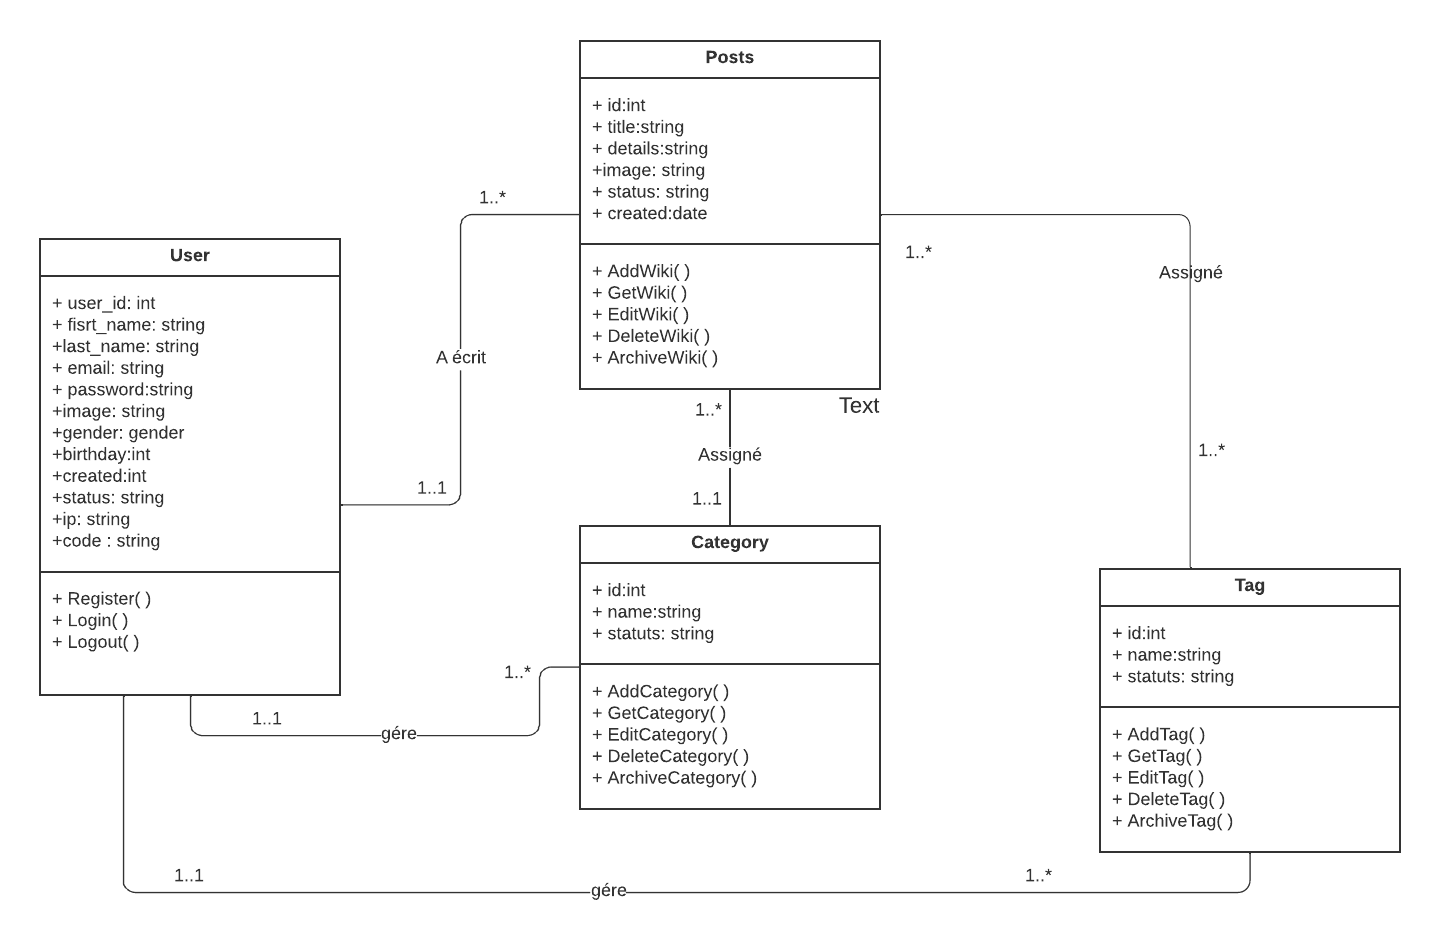 Posts
+ id:int
+ title:string
+ details:string
+image: string
+ status: string
+ created:date
+ AddWiki( )
+ GetWiki( )
+ EditWiki( )
+ DeleteWiki( )
+ ArchiveWiki( )
Text
User
+ user_id: int
+ fisrt_name: string
+last_name: string
+ email: string
+ password:string
+image: string
+gender: gender
+birthday:int
+created:int
+status: string
+ip: string
+code : string
+ Register( )
+ Login( )
+ Logout( )
1..*
A écrit
1..1
1..*
Assigné
1..1
1..*
Assigné
1..*
Category
+ id:int
+ name:string
+ statuts: string
+ AddCategory( )
+ GetCategory( )
+ EditCategory( )
+ DeleteCategory( )
+ ArchiveCategory( )
Tag
+ id:int
+ name:string
+ statuts: string
+ AddTag( )
+ GetTag( )
+ EditTag( )
+ DeleteTag( )
+ ArchiveTag( )
1..1
gére
1..*
1..1
gére
1..*